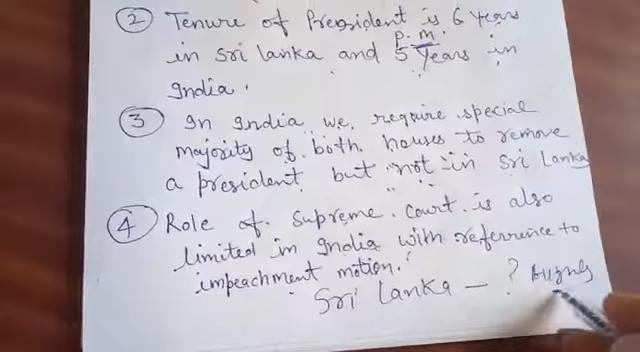 ② Tenure of President is 6 years
in Sri lanka and 5 years in
P.M.
India.
③ In India we require special
majority of both houses to remove
a president but not in Sri Lanka
④ Role of Supreme Court is also
limited in India with referrence to
impeachment motion.
Sri Lanka — ?